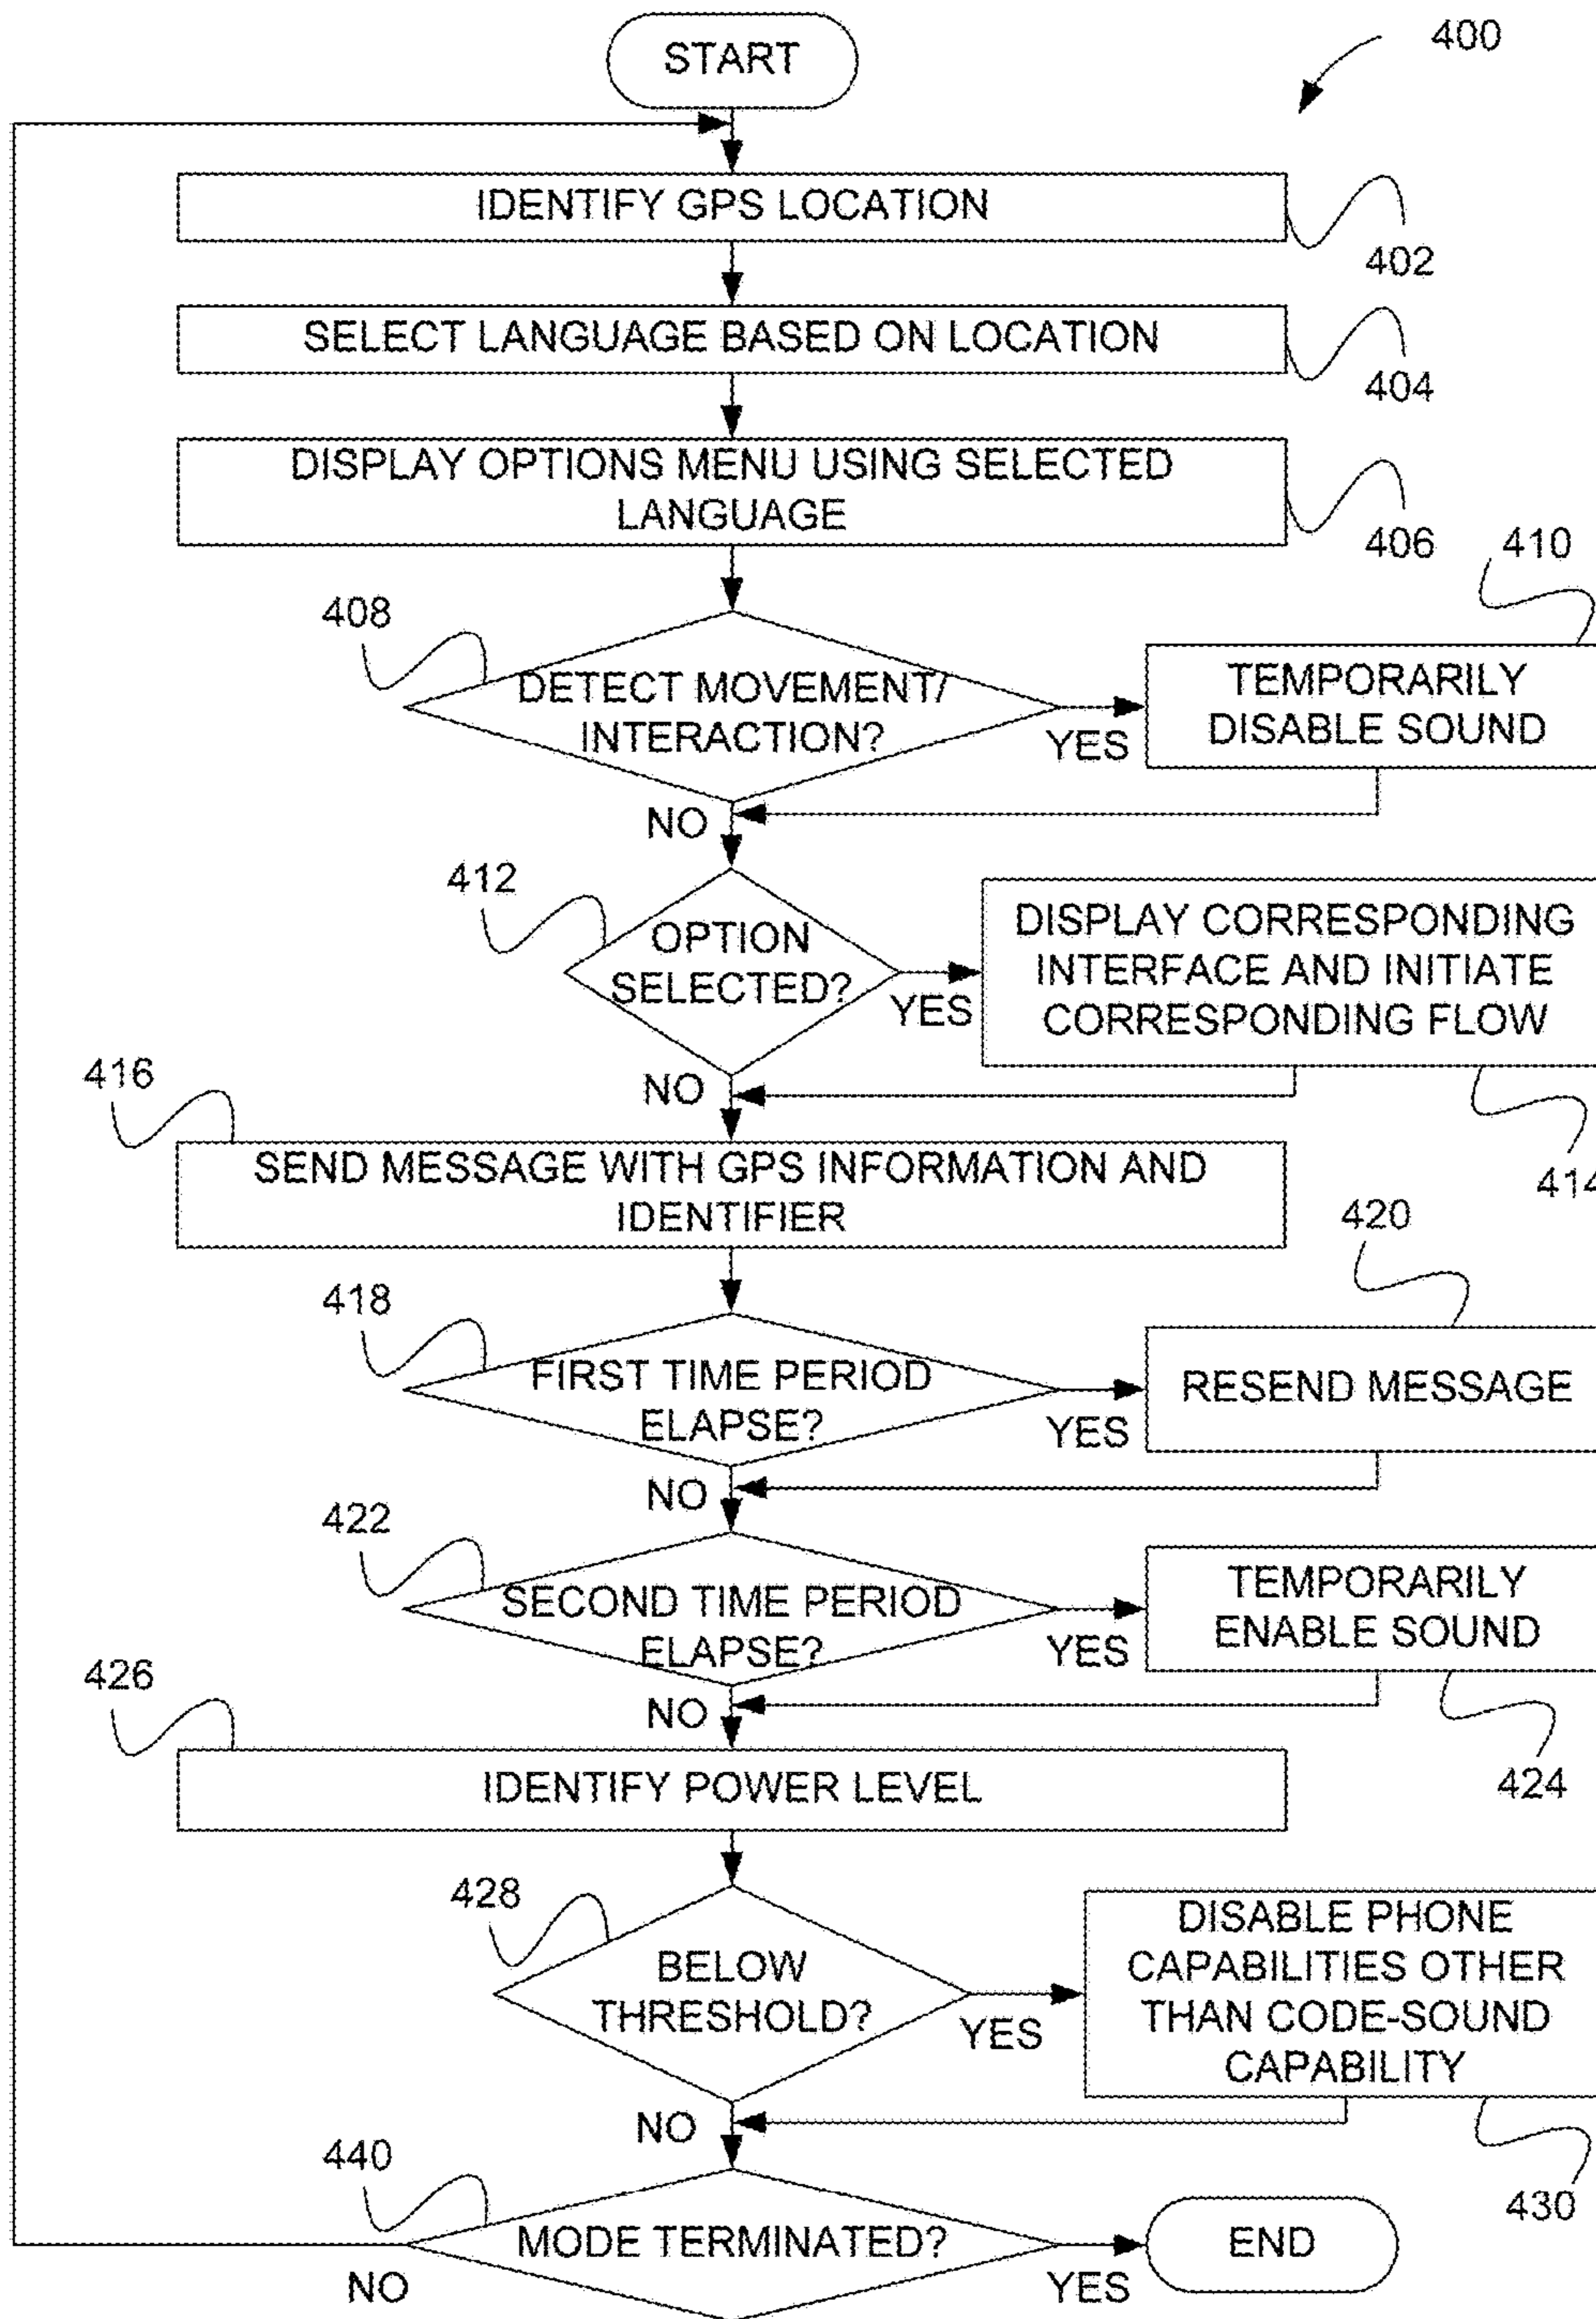 START
400
IDENTIFY GPS LOCATION
402
SELECT LANGUAGE BASED ON LOCATION
404
DISPLAY OPTIONS MENU USING SELECTED
LANGUAGE
406
410
408
DETECT MOVEMENT/
INTERACTION?
YES
TEMPORARILY
DISABLE SOUND
NO
412
OPTION
SELECTED?
YES
DISPLAY CORRESPONDING
INTERFACE AND INITIATE
CORRESPONDING FLOW
NO
414
416
SEND MESSAGE WITH GPS INFORMATION AND
IDENTIFIER
420
418
FIRST TIME PERIOD
ELAPSE?
YES
RESEND MESSAGE
NO
422
SECOND TIME PERIOD
ELAPSE?
YES
TEMPORARILY
ENABLE SOUND
NO
424
426
IDENTIFY POWER LEVEL
428
BELOW
THRESHOLD?
YES
DISABLE PHONE
CAPABILITIES OTHER
THAN CODE-SOUND
CAPABILITY
NO
430
440
MODE TERMINATED?
NO
YES
END